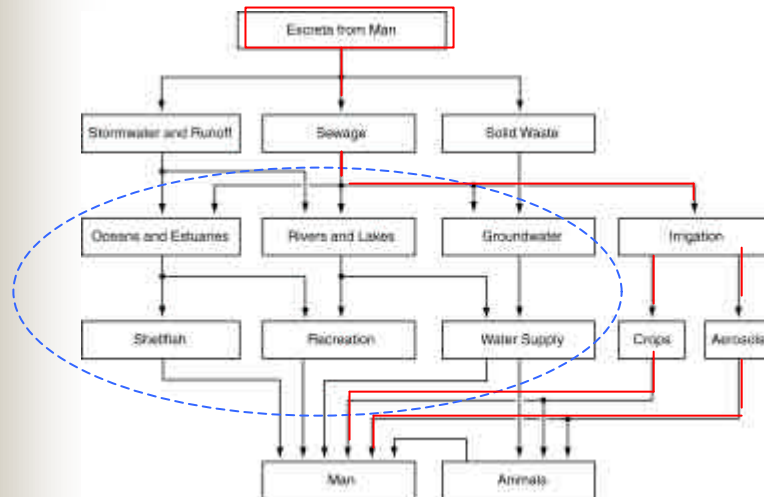 Excreta from Man
Stormwater and Runoff
Sewage
Solid Waste
Oceans and Estuaries
Rivers and Lakes
Groundwater
Irrigation
Shellfish
Recreation
Water Supply
Crops
Aerosols
Man
Animals